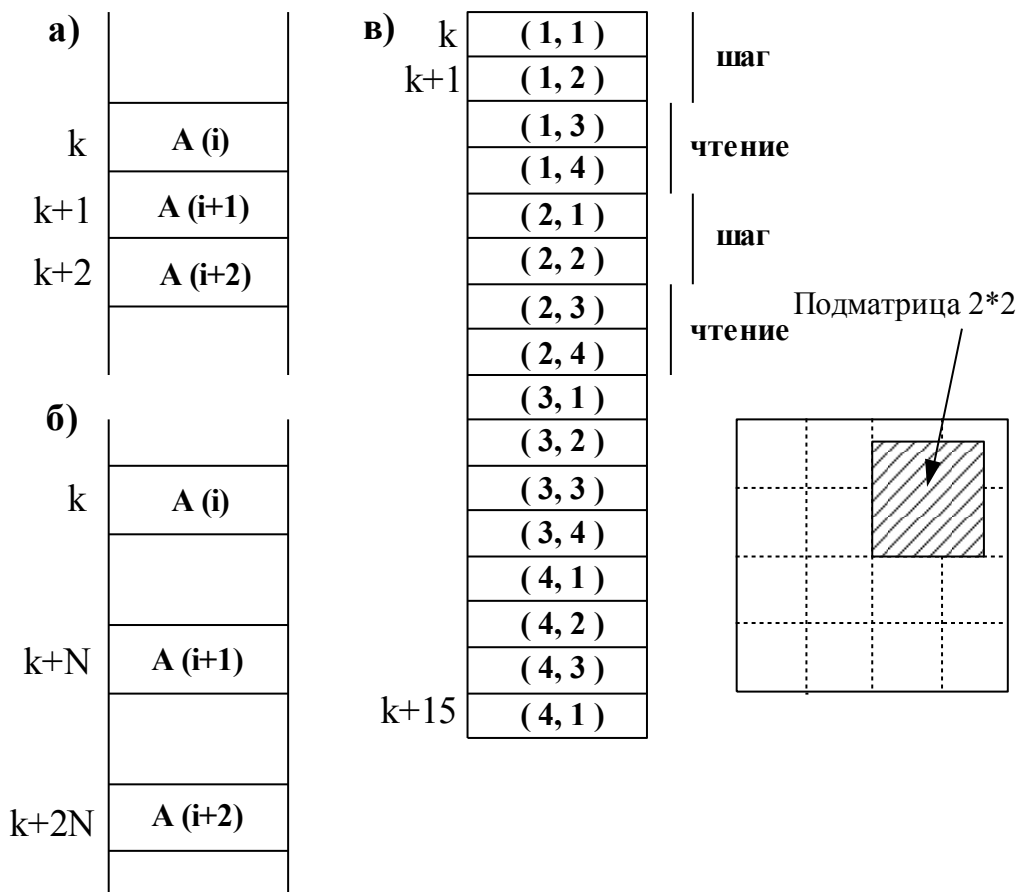 а)
k
A (i)
k+1
A (i+1)
k+2
A (i+2)
б)
k
A (i)
k+N
A (i+1)
k+2N
A (i+2)
в)
k
( 1, 1 )
k+1
( 1, 2 )
( 1, 3 )
( 1, 4 )
( 2, 1 )
( 2, 2 )
( 2, 3 )
( 2, 4 )
( 3, 1 )
( 3, 2 )
( 3, 3 )
( 3, 4 )
( 4, 1 )
( 4, 2 )
( 4, 3 )
k+15
( 4, 1 )
шаг
чтение
шаг
чтение
Подматрица 2*2